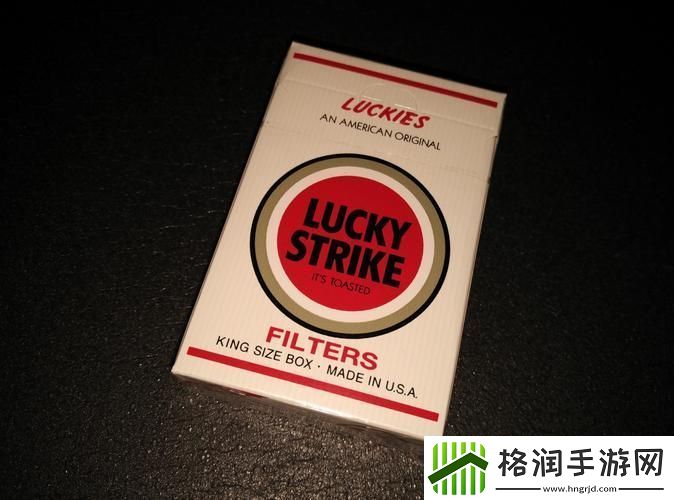 LUCKIES
AN AMERICAN ORIGINAL
LUCKY
STRIKE
IT'S TOASTED
FILTERS
KING SIZE BOX · MADE IN U.S.A.
格润手游网
www.hngrjd.com